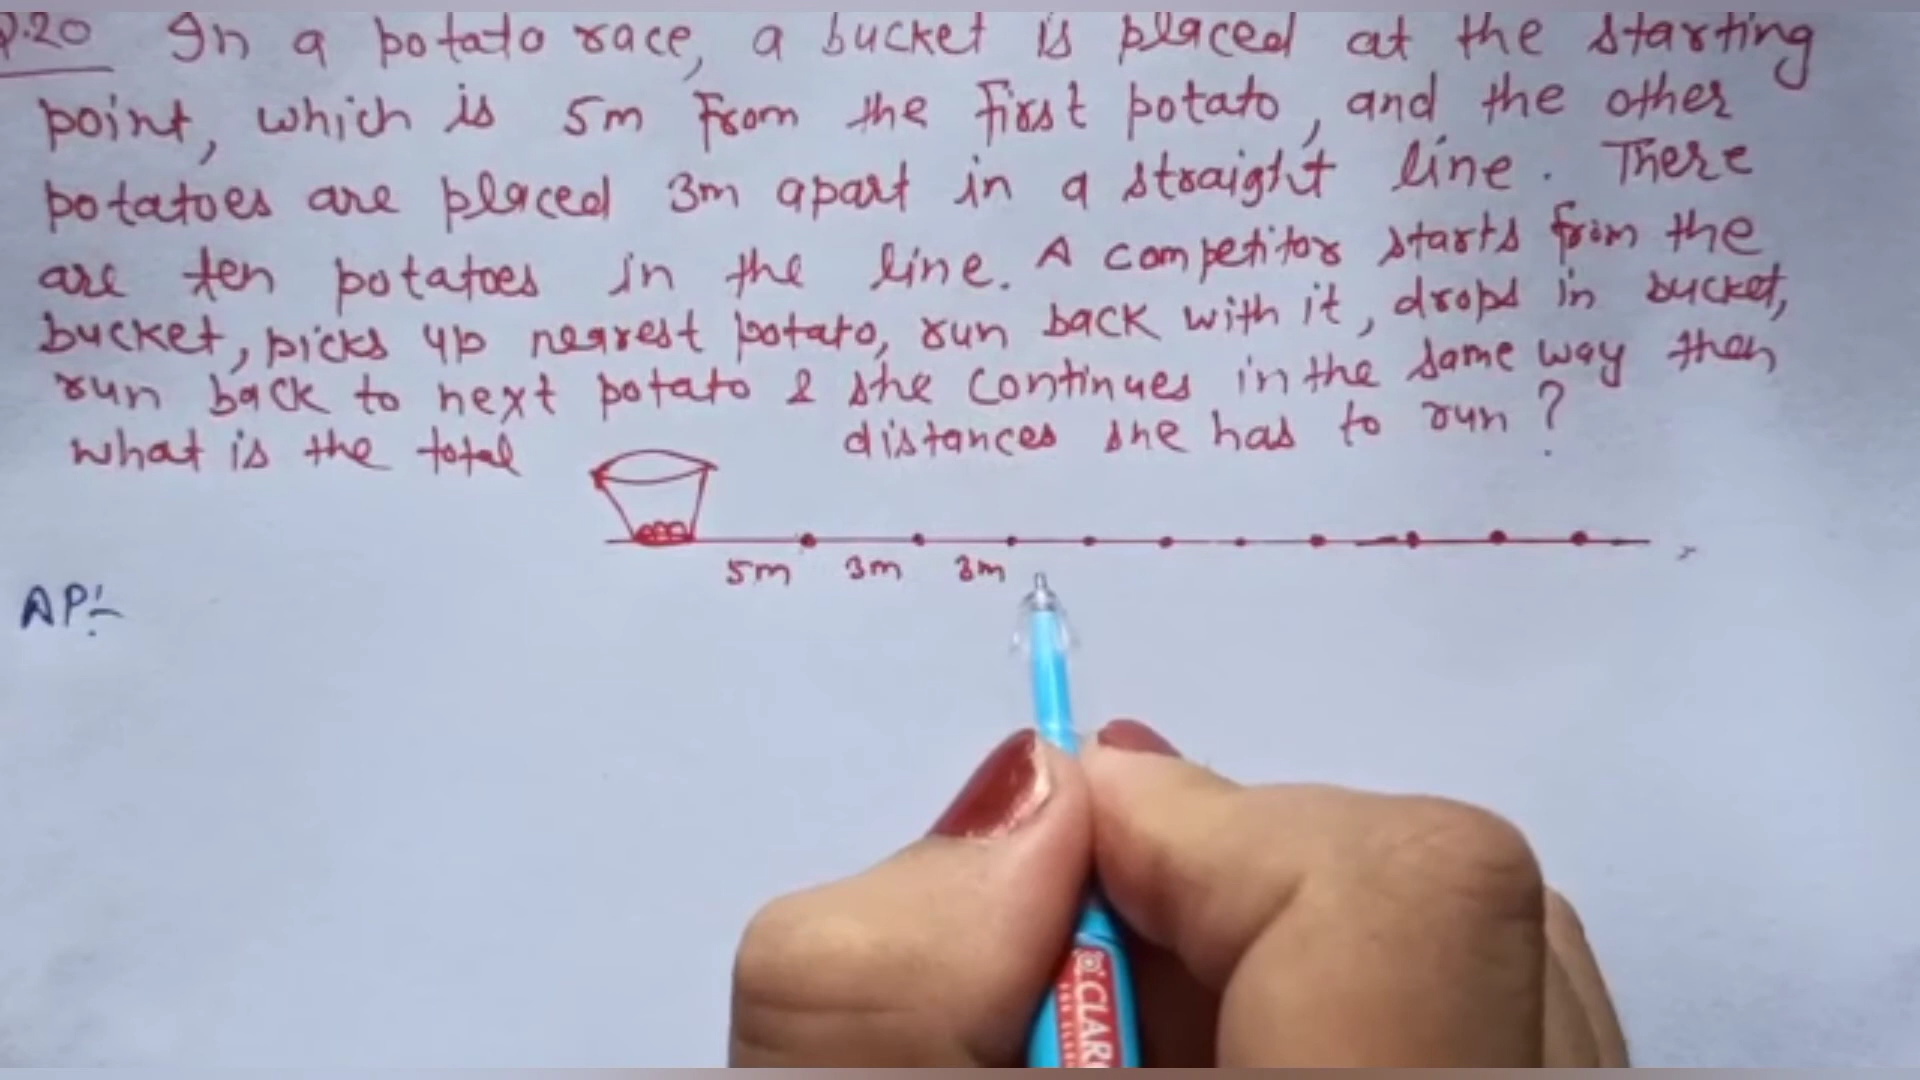 Q.20 In a potato race, a bucket is placed at the starting
point, which is 5m from the first potato, and the other
potatoes are placed 3m apart in a straight line. There
are ten potatoes in the line. A competitor starts from the
bucket, picks up nearest potato, run back with it, drops in bucket,
run back to next potato & she continues in the same way then
what is the total distances she has to run?
5m 3m 3m
AP:-
CLARO